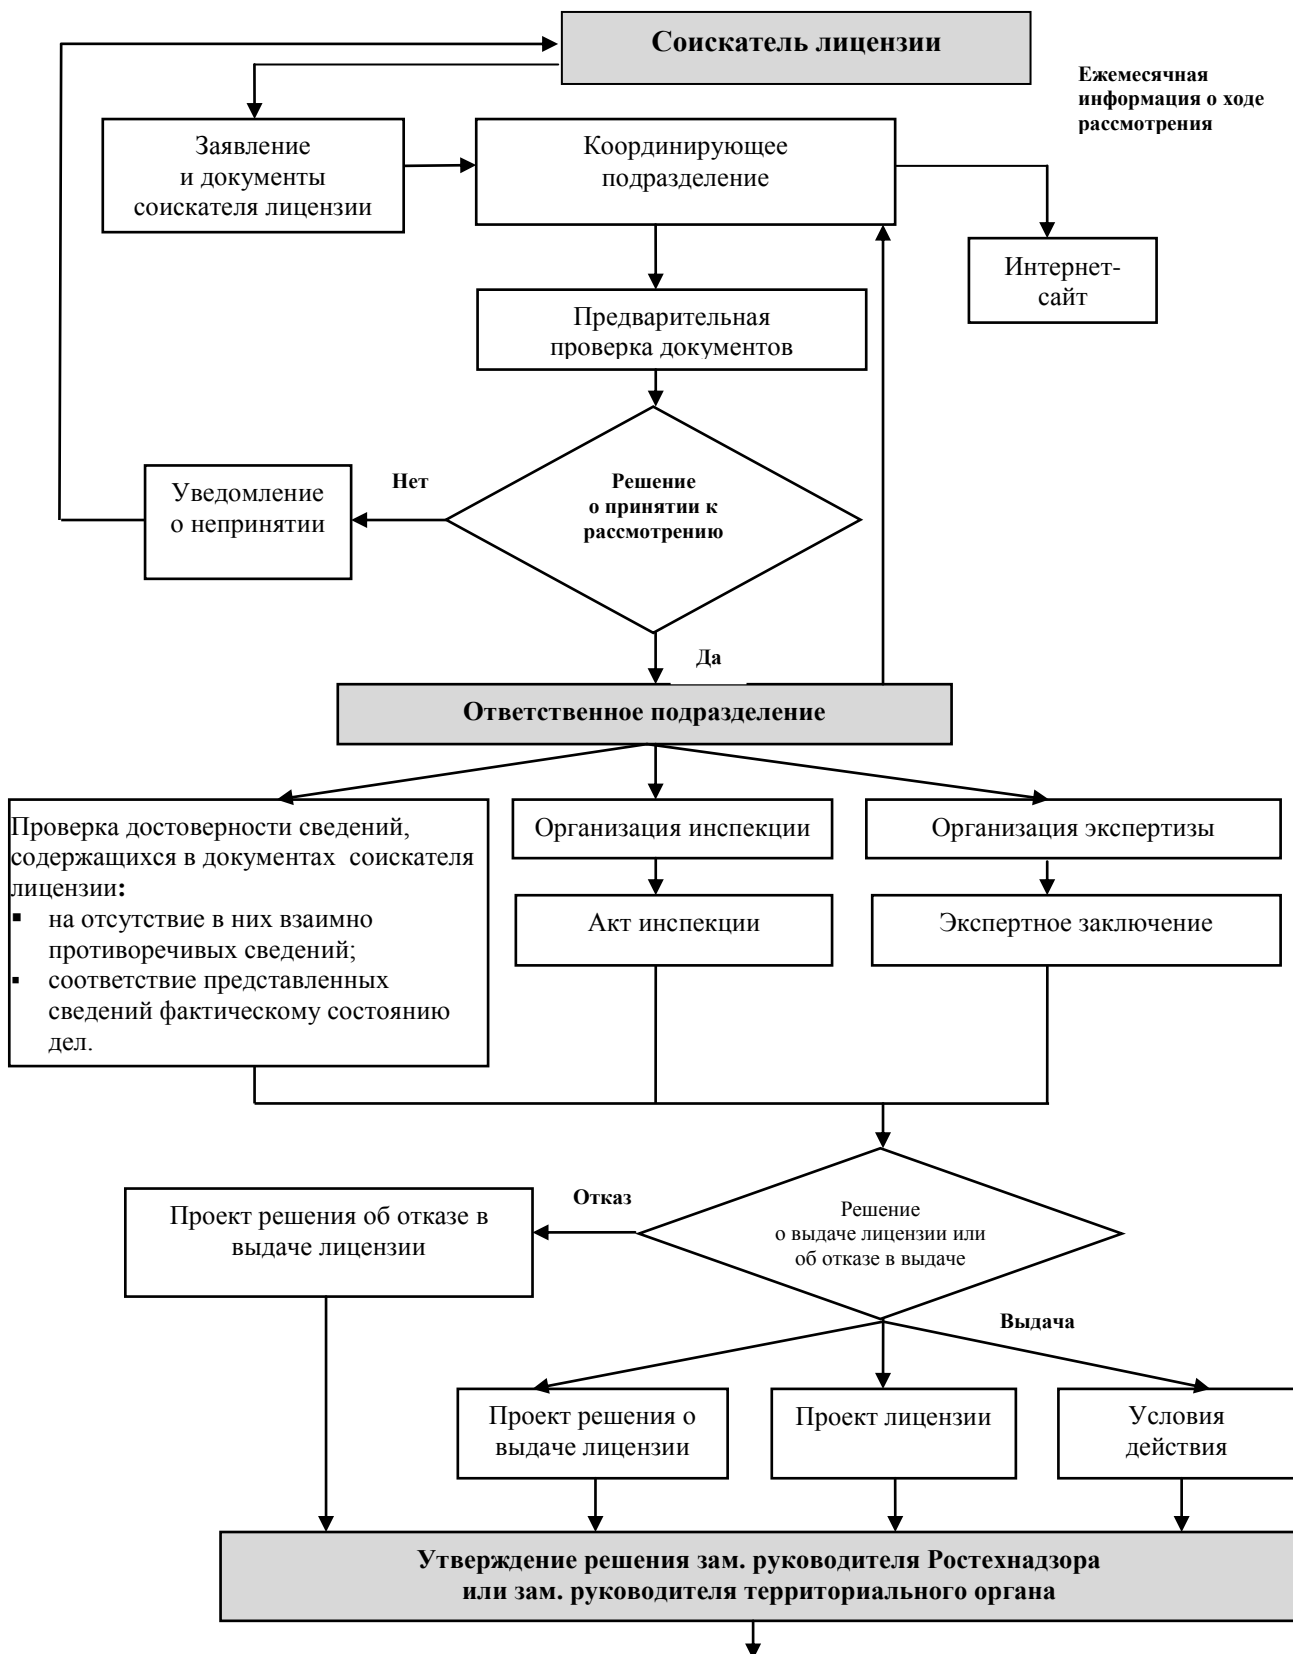 Соискатель лицензии
Ежемесячная
информация о ходе
рассмотрения
Заявление
и документы
соискателя лицензии
Координирующее
подразделение
Интернет-
сайт
Предварительная
проверка документов
Нет
Уведомление
о непринятии
Решение
о принятии к
рассмотрению
Да
Ответственное подразделение
Проверка достоверности сведений,
содержащихся в документах соискателя
лицензии:
▪ на отсутствие в них взаимно
противоречивых сведений;
▪ соответствие представленных
сведений фактическому состоянию
дел.
Организация инспекции
Организация экспертизы
Акт инспекции
Экспертное заключение
Отказ
Проект решения об отказе в
выдаче лицензии
Решение
о выдаче лицензии или
об отказе в выдаче
Выдача
Проект решения о
выдаче лицензии
Проект лицензии
Условия
действия
Утверждение решения зам. руководителя Ростехнадзора
или зам. руководителя территориального органа